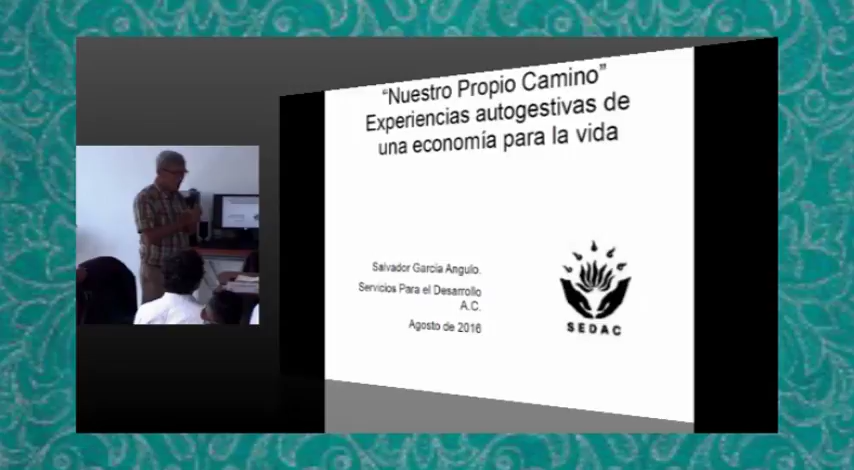 “Nuestro Propio Camino”
Experiencias autogestivas de
una economía para la vida
Salvador García Angulo.
Servicios Para el Desarrollo
A.C.
Agosto de 2016
SEDAC